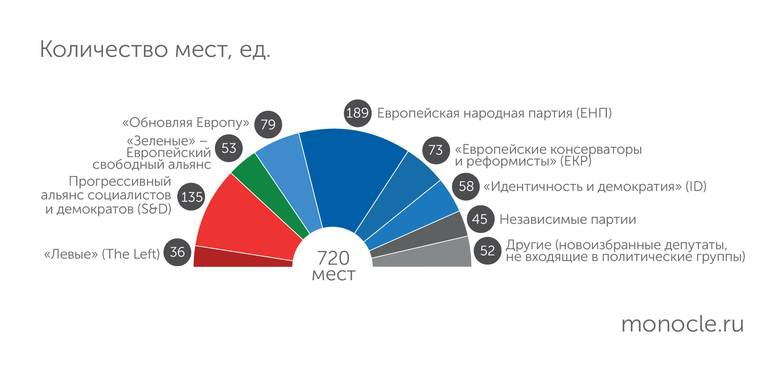 Количество мест, ед.
189
Европейская народная партия (ЕНП)
«Обновляя Европу»
79
«Зеленые» –
Европейский
свободный альянс
53
73
«Европейские консерваторы
и реформисты» (ЕКР)
Прогрессивный
альянс социалистов
и демократов (S&D)
135
58
«Идентичность и демократия» (ID)
45
Независимые партии
«Левые» (The Left)
36
720
мест
52
Другие (новоизбранные депутаты,
не входящие в политические группы)
monocle.ru